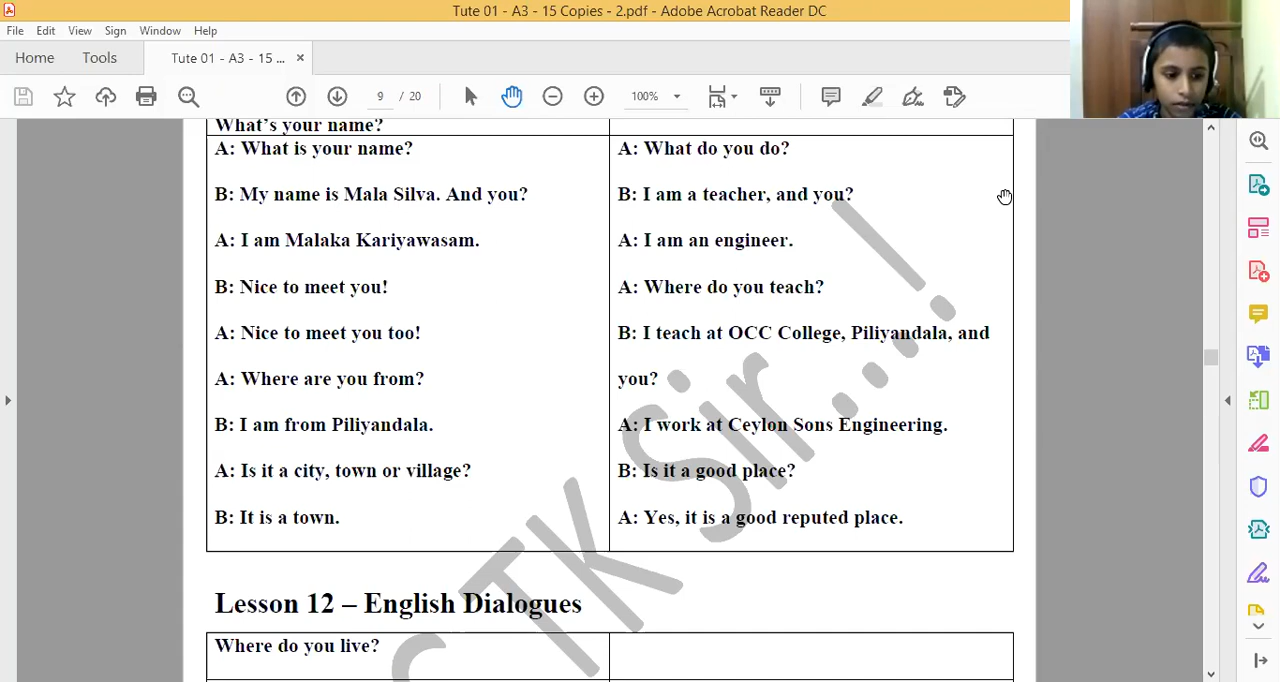 Tute 01 - A3 - 15 Copies - 2.pdf - Adobe Acrobat Reader DC
File Edit View Sign Window Help
Home Tools Tute 01 - A3 - 15 ... ×
9 / 20 100%
What's your name?
A: What is your name?
B: My name is Mala Silva. And you?
A: I am Malaka Kariyawasam.
B: Nice to meet you!
A: Nice to meet you too!
A: Where are you from?
B: I am from Piliyandala.
A: Is it a city, town or village?
B: It is a town.
A: What do you do?
B: I am a teacher, and you?
A: I am an engineer.
A: Where do you teach?
B: I teach at OCC College, Piliyandala, and
you?
A: I work at Ceylon Sons Engineering.
B: Is it a good place?
A: Yes, it is a good reputed place.
TK Sir...!
Lesson 12 – English Dialogues
Where do you live?